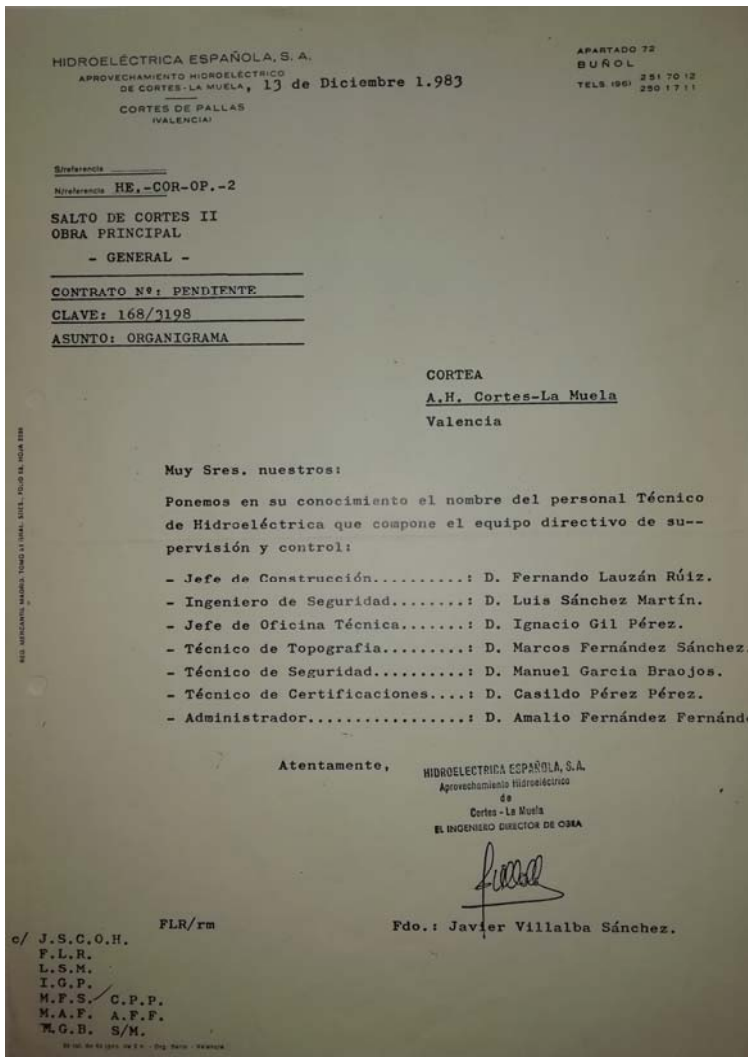 HIDROELÉCTRICA ESPAÑOLA, S. A.
APROVECHAMIENTO HIDROELÉCTRICO
DE CORTES-LA MUELA, 13 de Diciembre 1.983
CORTES DE PALLAS
(VALENCIA)
APARTADO 72
BUÑOL
TELS. (96) 251 70 12
250 17 11
S/referencia
N/referencia HE.-COR-OP.-2
SALTO DE CORTES II
OBRA PRINCIPAL
- GENERAL -
CONTRATO Nº: PENDIENTE
CLAVE: 168/3198
ASUNTO: ORGANIGRAMA
CORTEA
A.H. Cortes-La Muela
Valencia
Muy Sres. nuestros:
Ponemos en su conocimiento el nombre del personal Técnico
de Hidroeléctrica que compone el equipo directivo de su--
pervisión y control:
- Jefe de Construcción..........: D. Fernando Lauzán Rúiz.
- Ingeniero de Seguridad........: D. Luis Sánchez Martín.
- Jefe de Oficina Técnica.......: D. Ignacio Gil Pérez.
- Técnico de Topografia.........: D. Marcos Fernández Sánchez.
- Técnico de Seguridad..........: D. Manuel Garcia Braojos.
- Técnico de Certificaciones....: D. Casildo Pérez Pérez.
- Administrador.................: D. Amalio Fernández Fernánd
Atentamente,
HIDROELECTRICA ESPAÑOLA, S.A.
Aprovechamiento Hidroeléctrico
de
Cortes - La Muela
EL INGENIERO DIRECTOR DE OBRA
FLR/rm
Fdo.: Javier Villalba Sánchez.
c/ J.S.C.O.H.
F.L.R.
L.S.M.
I.G.P.
M.F.S. C.P.P.
M.A.F. A.F.F.
M.G.B. S/M.